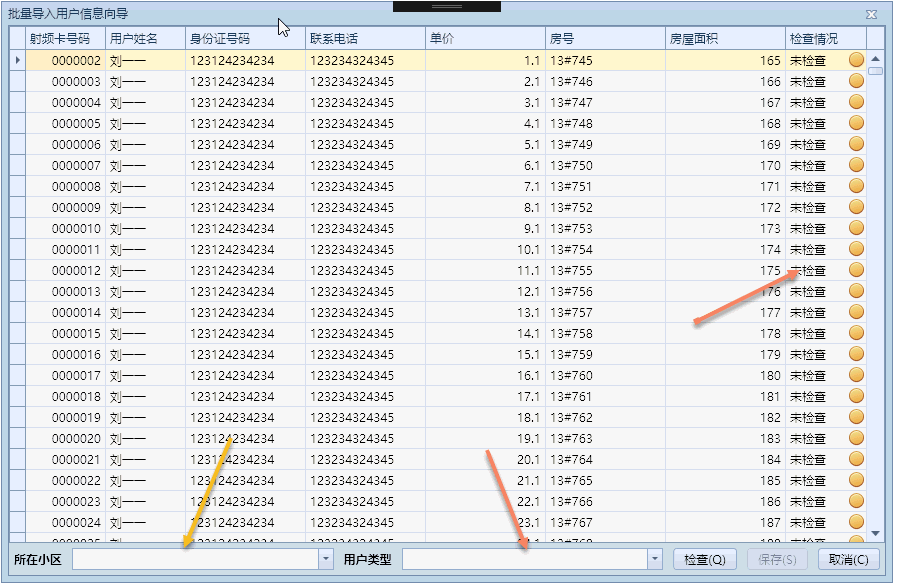 批量导入用户信息向导
射频卡号码 用户姓名 身份证号码 联系电话 单价 房号 房屋面积 检查情况
0000002 刘一一 123124234234 123234324345 1.1 13#745 165 未检查
0000003 刘一一 123124234234 123234324345 2.1 13#746 166 未检查
0000004 刘一一 123124234234 123234324345 3.1 13#747 167 未检查
0000005 刘一一 123124234234 123234324345 4.1 13#748 168 未检查
0000006 刘一一 123124234234 123234324345 5.1 13#749 169 未检查
0000007 刘一一 123124234234 123234324345 6.1 13#750 170 未检查
0000008 刘一一 123124234234 123234324345 7.1 13#751 171 未检查
0000009 刘一一 123124234234 123234324345 8.1 13#752 172 未检查
0000010 刘一一 123124234234 123234324345 9.1 13#753 173 未检查
0000011 刘一一 123124234234 123234324345 10.1 13#754 174 未检查
0000012 刘一一 123124234234 123234324345 11.1 13#755 175 未检查
0000013 刘一一 123124234234 123234324345 12.1 13#756 176 未检查
0000014 刘一一 123124234234 123234324345 13.1 13#757 177 未检查
0000015 刘一一 123124234234 123234324345 14.1 13#758 178 未检查
0000016 刘一一 123124234234 123234324345 15.1 13#759 179 未检查
0000017 刘一一 123124234234 123234324345 16.1 13#760 180 未检查
0000018 刘一一 123124234234 123234324345 17.1 13#761 181 未检查
0000019 刘一一 123124234234 123234324345 18.1 13#762 182 未检查
0000020 刘一一 123124234234 123234324345 19.1 13#763 183 未检查
0000021 刘一一 123124234234 123234324345 20.1 13#764 184 未检查
0000022 刘一一 123124234234 123234324345 21.1 13#765 185 未检查
0000023 刘一一 123124234234 123234324345 22.1 13#766 186 未检查
0000024 刘一一 123124234234 123234324345 23.1 13#767 187 未检查
所在小区 用户类型 检查(Q) 保存(S) 取消(C)